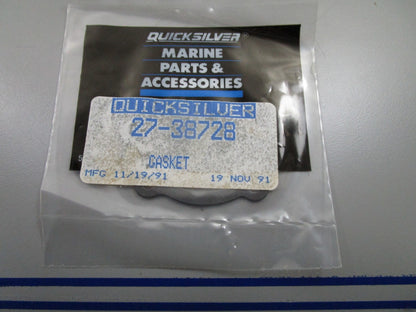 QUICKSILVER®
MARINE
PARTS &
ACCESSORIES
QUICKSILVER
27-38728
GASKET
MFG 11/19/91 19 NOV 91